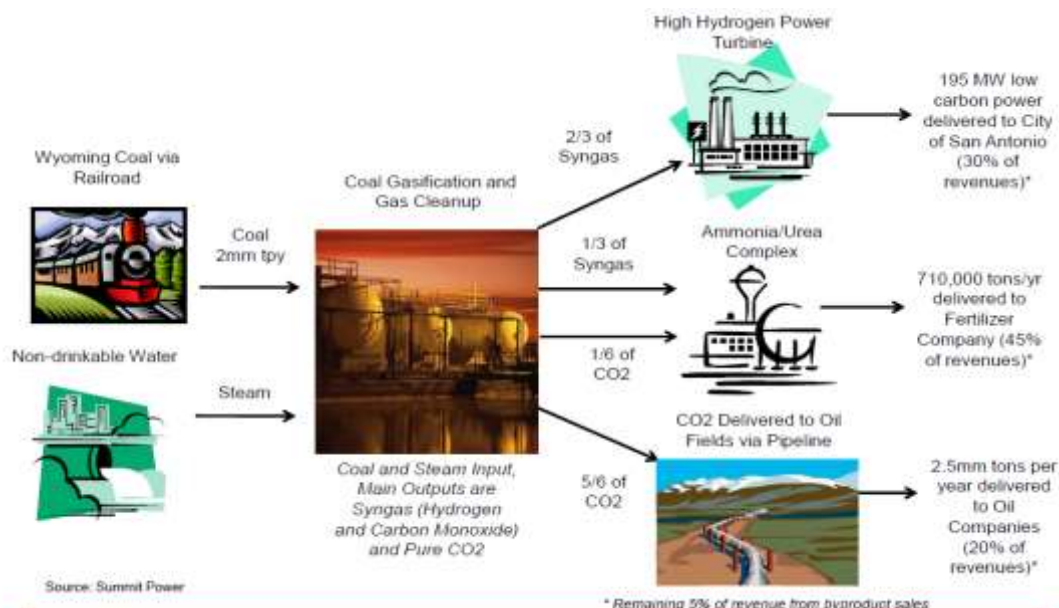 Wyoming Coal via
Railroad
Coal
2mm tpy
Non-drinkable Water
Steam
Coal Gasification and
Gas Cleanup
Coal and Steam Input,
Main Outputs are
Syngas (Hydrogen
and Carbon Monoxide)
and Pure CO2
2/3 of
Syngas
High Hydrogen Power
Turbine
195 MW low
carbon power
delivered to City
of San Antonio
(30% of
revenues)*
1/3 of
Syngas
1/6 of
CO2
Ammonia/Urea
Complex
710,000 tons/yr
delivered to
Fertilizer
Company (45%
of revenues)*
5/6 of
CO2
CO2 Delivered to Oil
Fields via Pipeline
2.5mm tons per
year delivered
to Oil
Companies
(20% of
revenues)*
Source: Summit Power
* Remaining 5% of revenue from byproduct sales